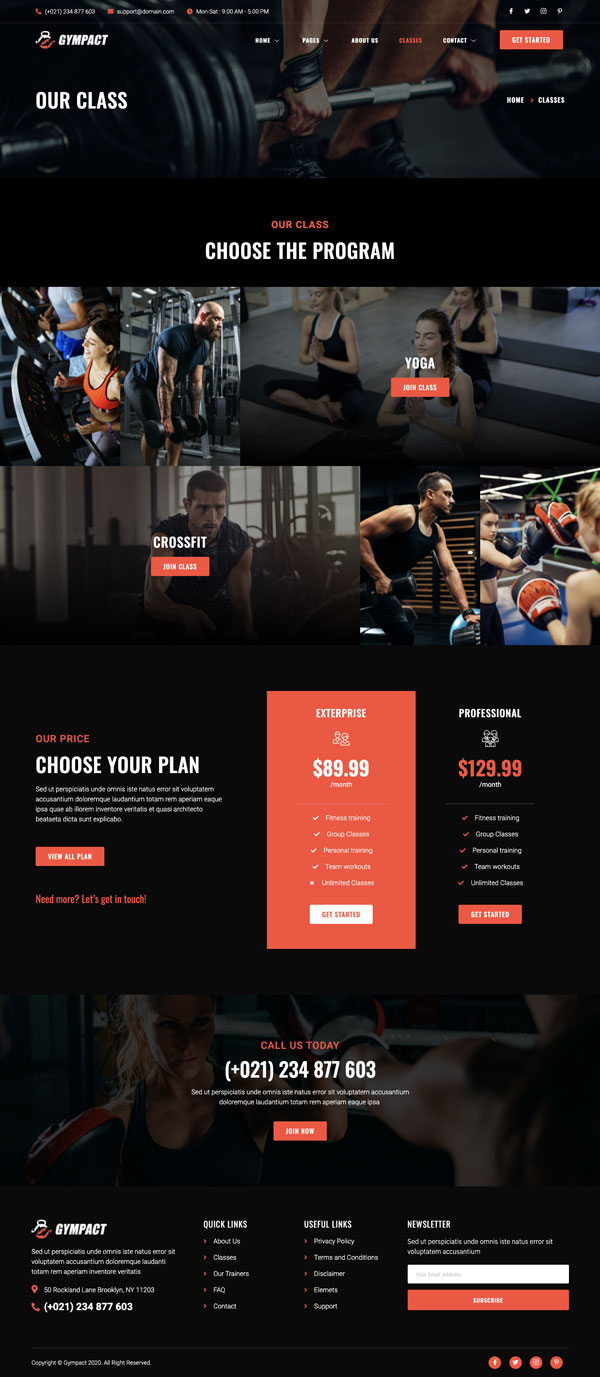 (+021) 234 877 603
support@domain.com
Mon-Sat : 9.00 AM - 5.00 PM
GYMPACT
HOME
PAGES
ABOUT US
CLASSES
CONTACT
GET STARTED
OUR CLASS
HOME
CLASSES
OUR CLASS
CHOOSE THE PROGRAM
YOGA
JOIN CLASS
CROSSFIT
JOIN CLASS
OUR PRICE
CHOOSE YOUR PLAN
Sed ut perspiciatis unde omnis iste natus error sit voluptatem
accusantium doloremque laudantium totam rem aperiam eaque
ipsa quae ab Illorem inventore veritatis et quasi architecto
beataeta dicta sunt explicabo.
VIEW ALL PLAN
Need more? Let's get in touch!
EXTERPRISE
$89.99
/month
Fitness training
Group Classes
Personal training
Team workouts
Unlimited Classes
GET STARTED
PROFESSIONAL
$129.99
/month
Fitness training
Group Classes
Personal training
Team workouts
Unlimited Classes
GET STARTED
CALL US TODAY
(+021) 234 877 603
Sed ut perspiciatis unde omnis iste natus error sit voluptatem accusantium
doloremque laudantium totam rem aperiam eaque ipsa
JOIN NOW
GYMPACT
Sed ut perspiciatis unde omnis iste natus error sit
voluptatem accusantium doloremque laudanti
totam rem aperiam inventore veritatis
50 Rockland Lane Brooklyn, NY 11203
(+021) 234 877 603
QUICK LINKS
About Us
Classes
Our Trainers
FAQ
Contact
USEFUL LINKS
Privacy Policy
Terms and Conditions
Disclaimer
Elemets
Support
NEWSLETTER
Sed ut perspiciatis unde omnis iste natus error sit
voluptatem accusantium
Your Email Address
SUBSCRIBE
Copyright © Gympact 2020. All Right Reserved.